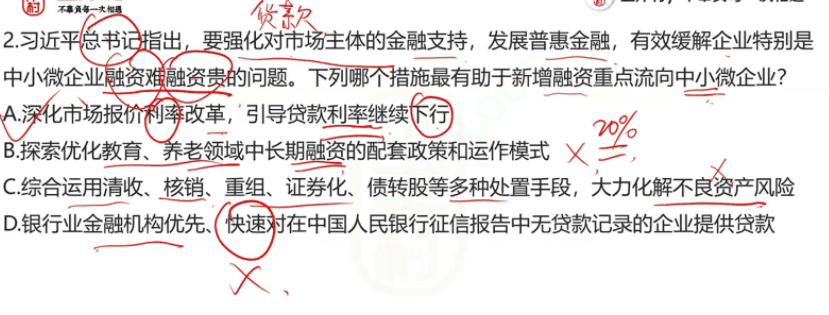 不辜负每一次相遇
贷款
2.习近平总书记指出，要强化对市场主体的金融支持，发展普惠金融，有效缓解企业特别是
中小微企业融资难融资贵的问题。下列哪个措施最有助于新增融资重点流向中小微企业？
A.深化市场报价利率改革，引导贷款利率继续下行
20%
B.探索优化教育、养老领域中长期融资的配套政策和运作模式
C.综合运用清收、核销、重组、证券化、债转股等多种处置手段，大力化解不良资产风险
D.银行业金融机构优先、快速对在中国人民银行征信报告中无贷款记录的企业提供贷款